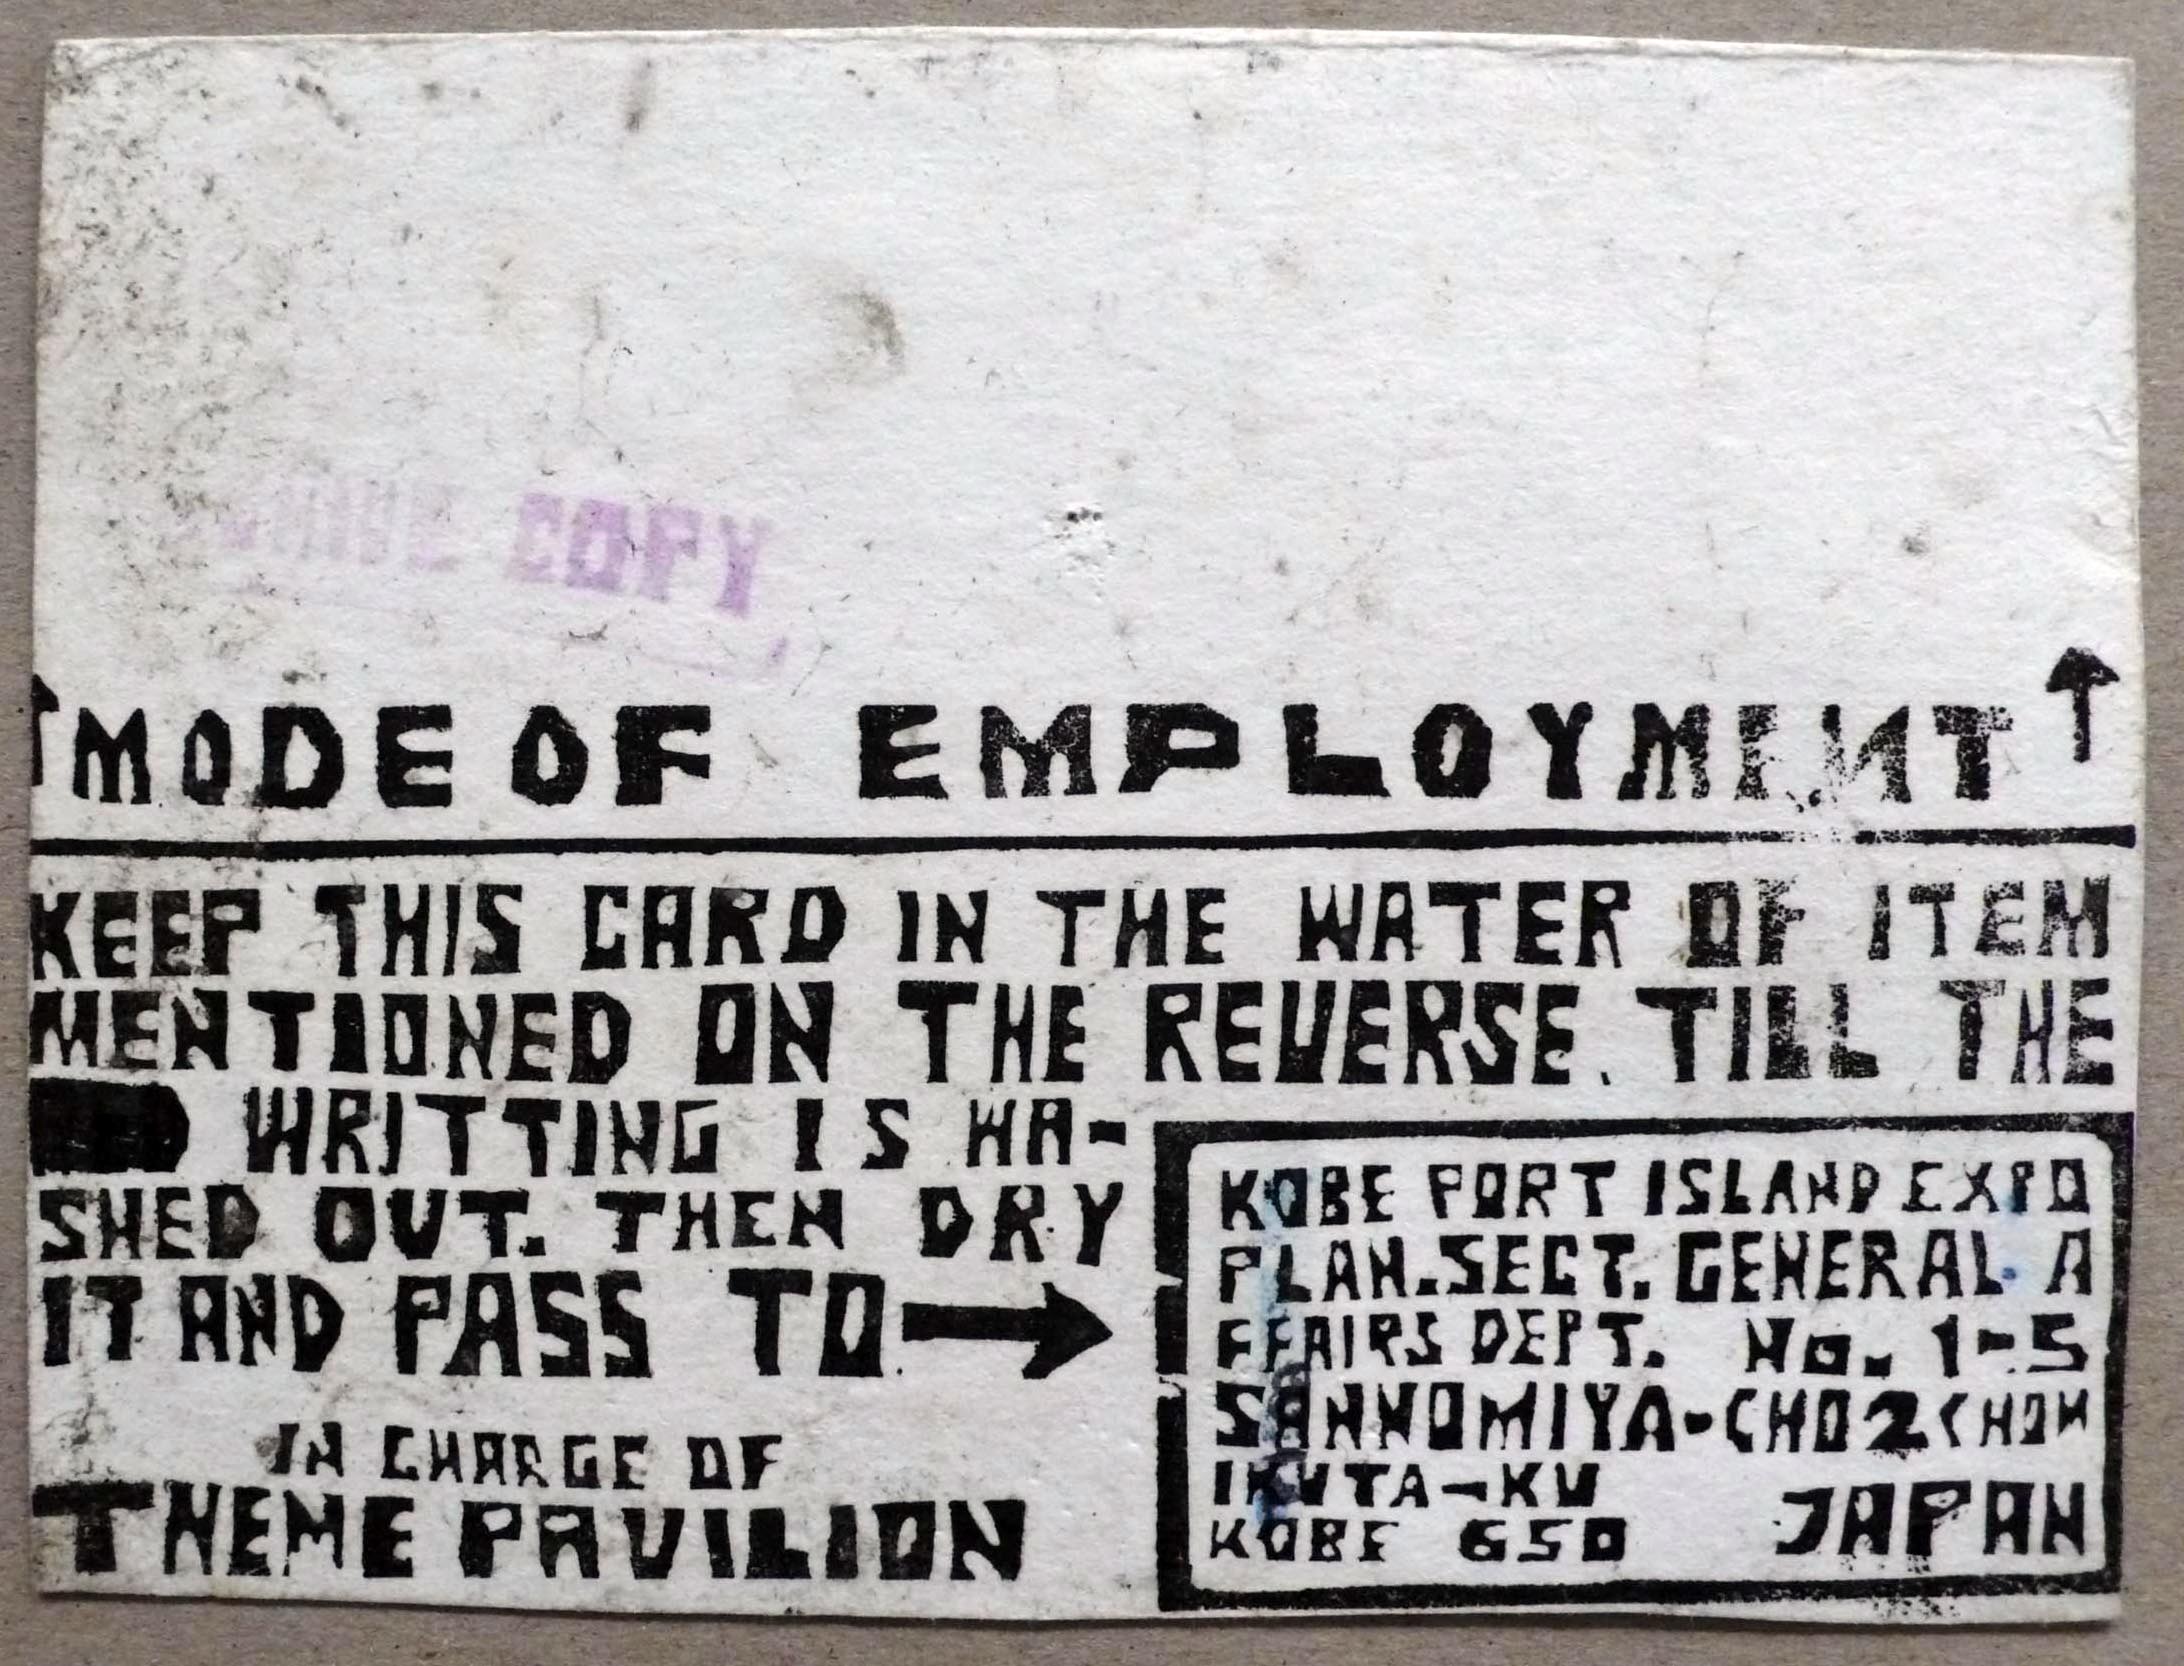 COPY
↑MODE OF EMPLOYMENT↑
KEEP THIS CARD IN THE WATER OF ITEM
MENTIONED ON THE REVERSE. TILL THE
WRITTING IS WA-
SHED OUT. THEN DRY
IT AND PASS TO→
IN CHARGE OF
THEME PAVILION
KOBE PORT ISLAND EXPO
PLAN.SECT. GENERAL A
FFAIRS DEPT. No. 1-5
SANNOMIYA-CHO 2 CHOM
IKUTA-KU
KOBE 650 JAPAN